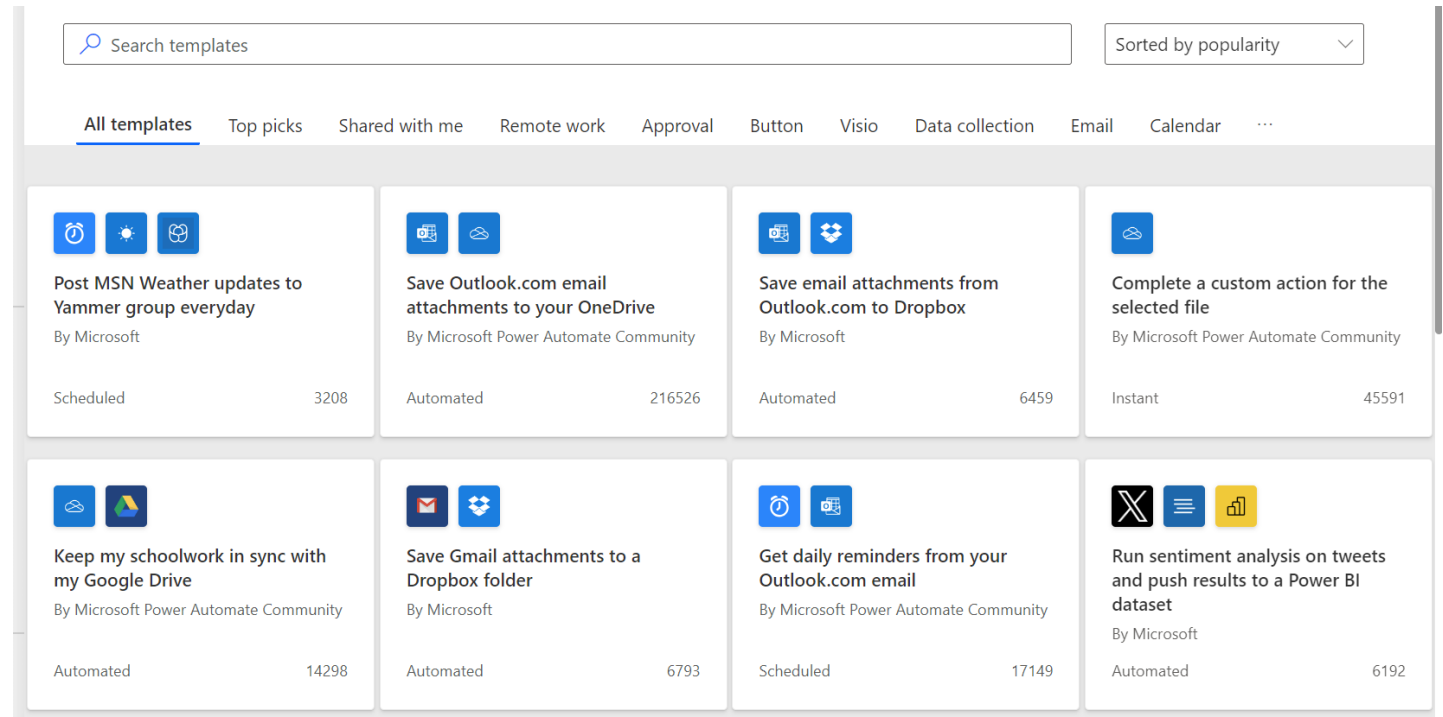 Search templates
Sorted by popularity
All templates Top picks Shared with me Remote work Approval Button Visio Data collection Email Calendar ...
Post MSN Weather updates to
Yammer group everyday
By Microsoft
Scheduled 3208
Save Outlook.com email
attachments to your OneDrive
By Microsoft Power Automate Community
Automated 216526
Save email attachments from
Outlook.com to Dropbox
By Microsoft
Automated 6459
Complete a custom action for the
selected file
By Microsoft Power Automate Community
Instant 45591
Keep my schoolwork in sync with
my Google Drive
By Microsoft Power Automate Community
Automated 14298
Save Gmail attachments to a
Dropbox folder
By Microsoft
Automated 6793
Get daily reminders from your
Outlook.com email
By Microsoft Power Automate Community
Scheduled 17149
Run sentiment analysis on tweets
and push results to a Power BI
dataset
By Microsoft
Automated 6192